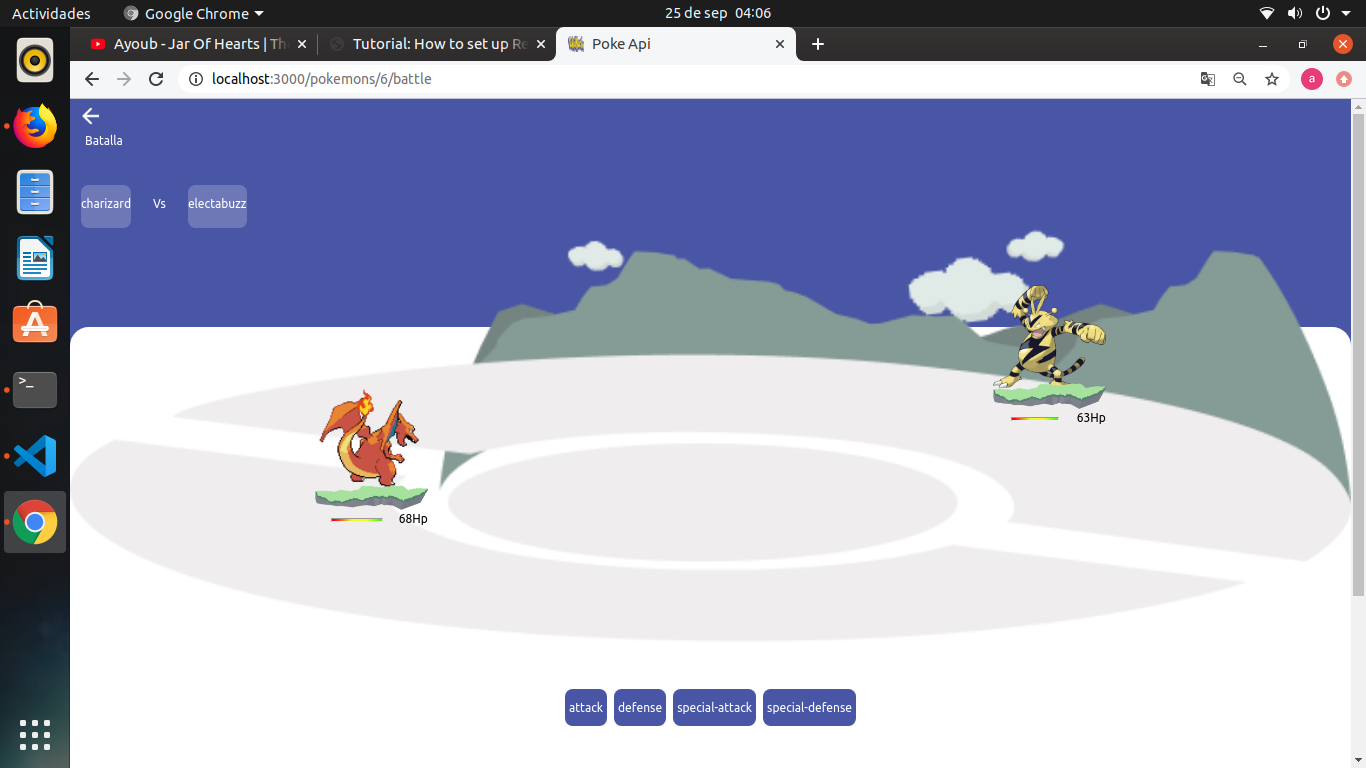 Actividades
Google Chrome
25 de sep 04:06
Ayoub - Jar Of Hearts | Th
Tutorial: How to set up Re
Poke Api
localhost:3000/pokemons/6/battle
a
Batalla
charizard
Vs
electabuzz
63Hp
68Hp
attack
defense
special-attack
special-defense